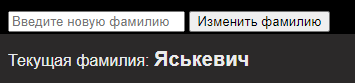 Введите новую фамилию Изменить фамилию
Текущая фамилия: Яськевич